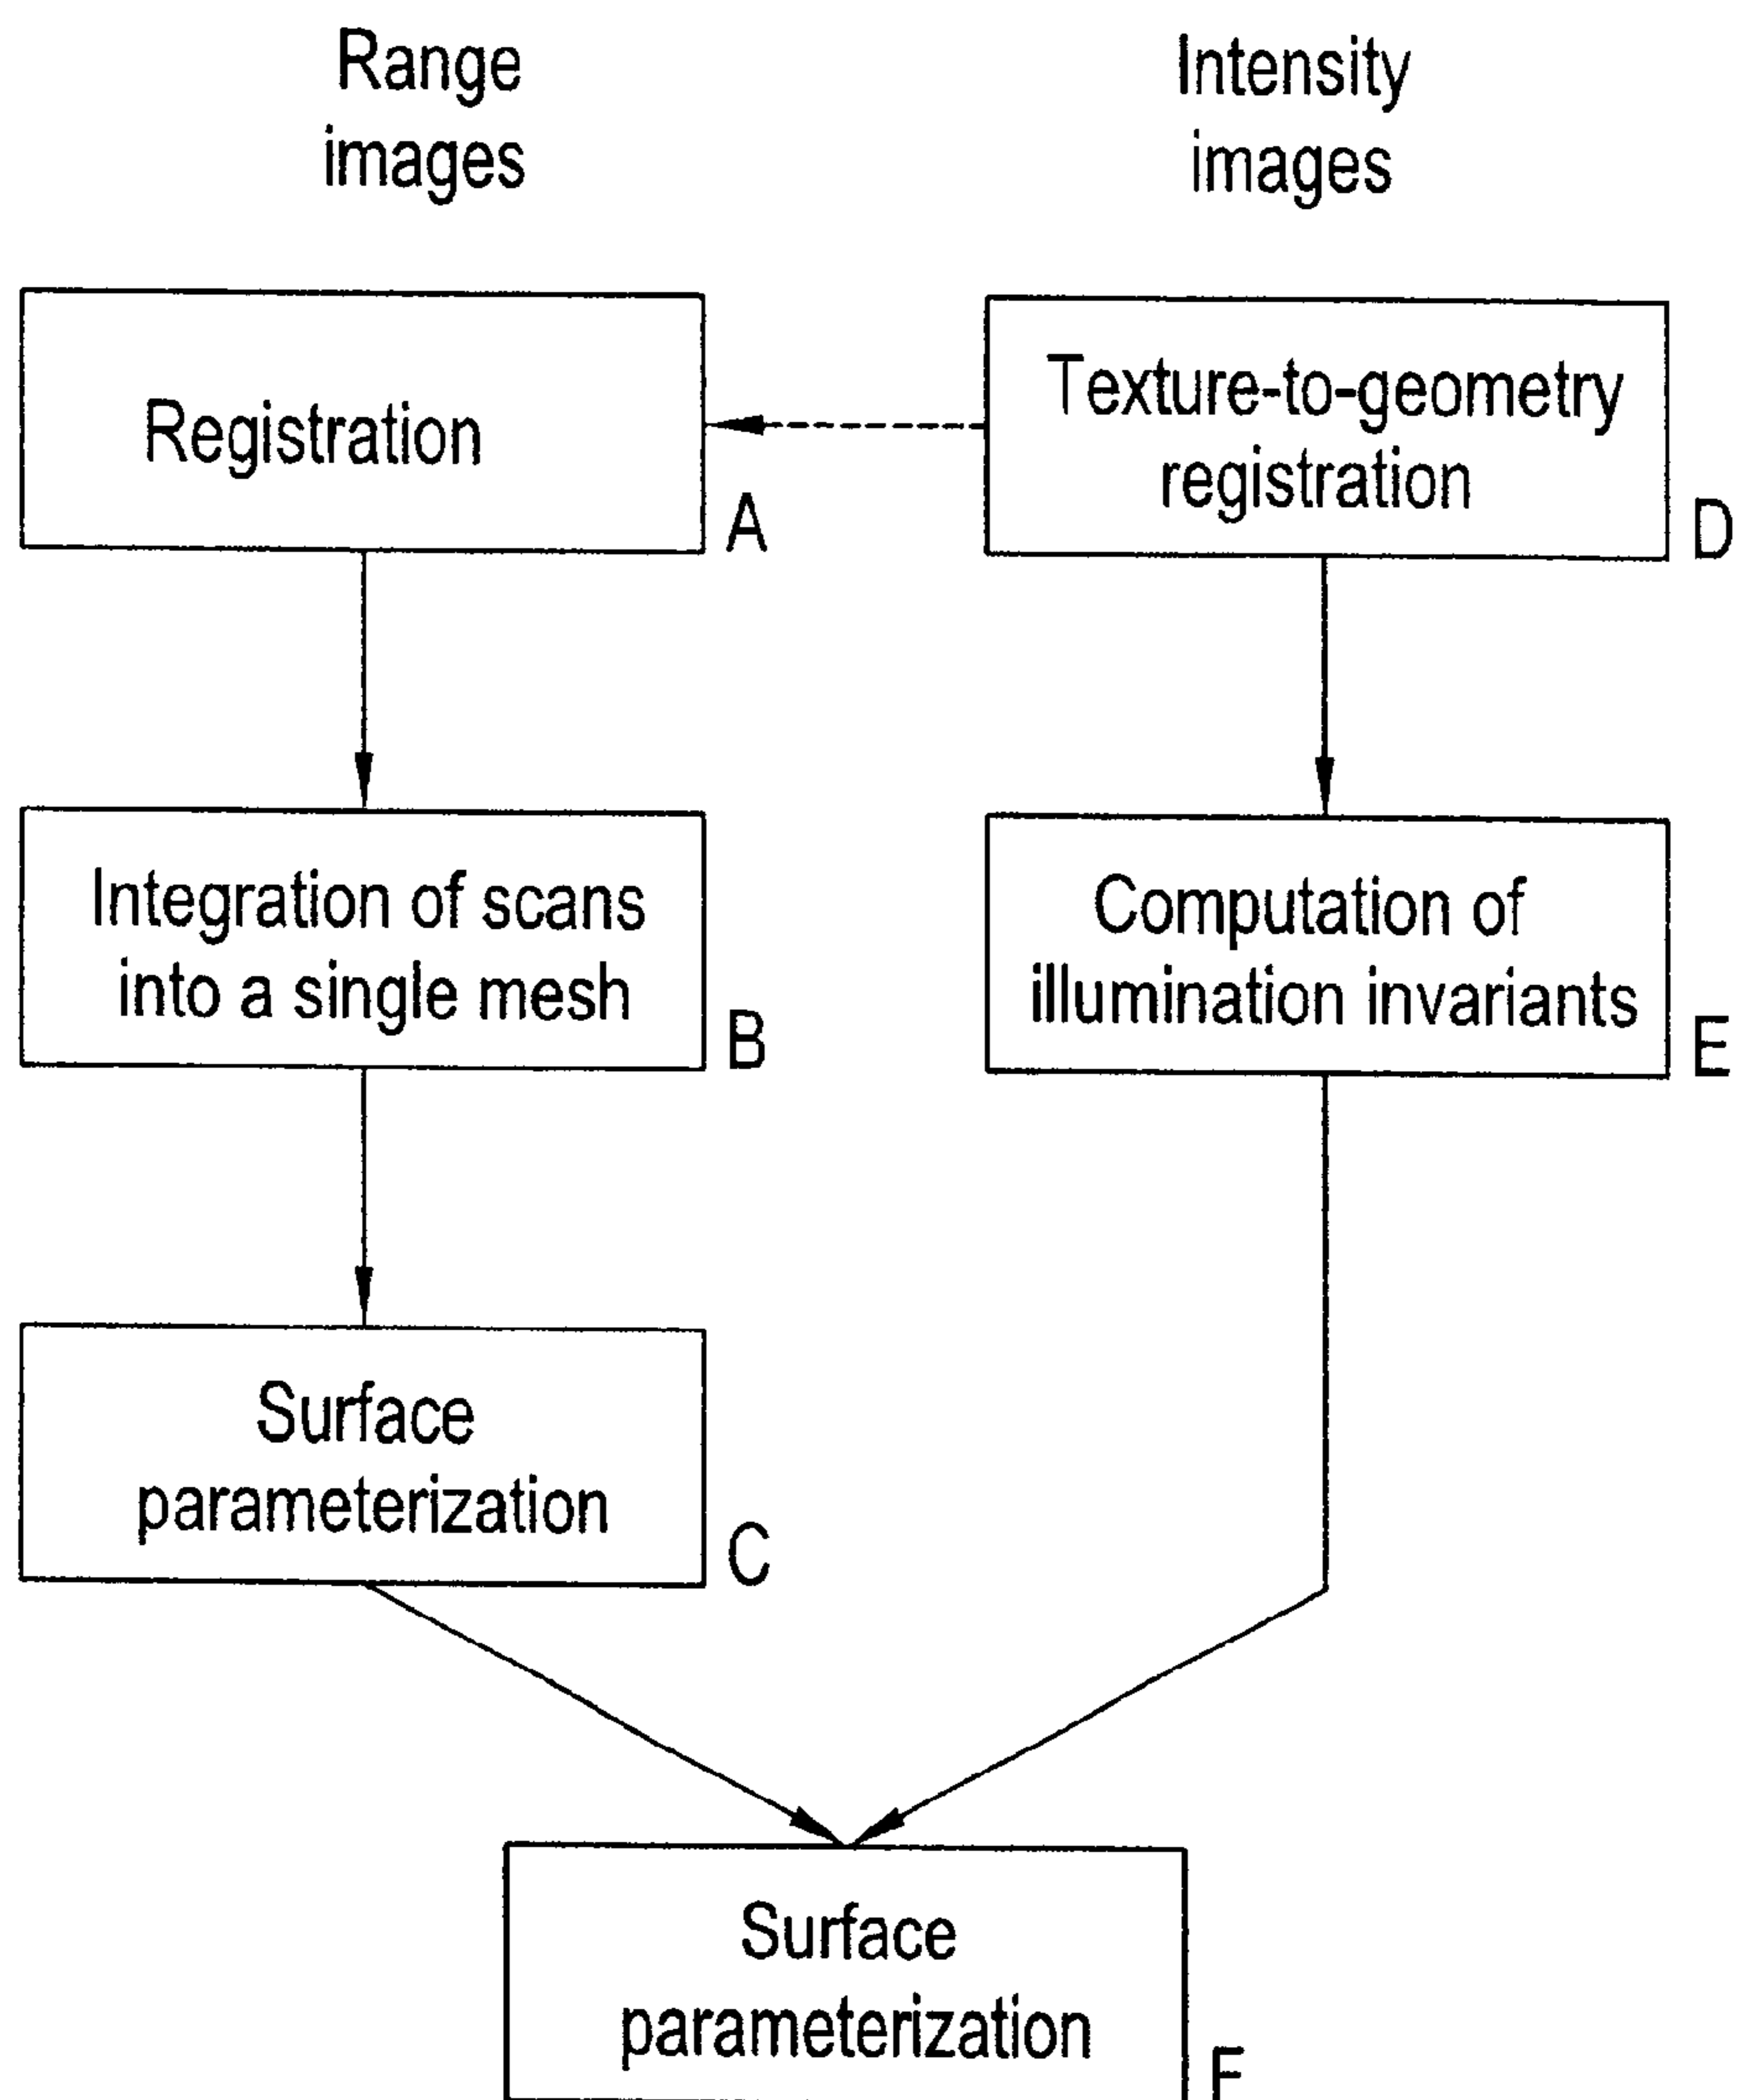 Range
images
Intensity
images
Registration
A
Texture-to-geometry
registration
D
Integration of scans
into a single mesh
B
Computation of
illumination invariants
E
Surface
parameterization
C
Surface
parameterization
F